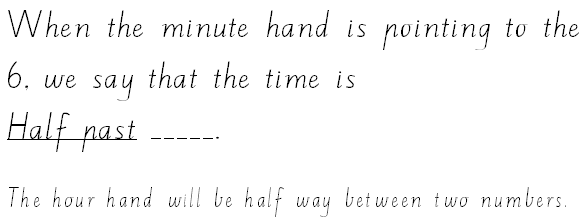 When the minute hand is pointing to the
6, we say that the time is
Half past _____.
The hour hand will be half way between two numbers.